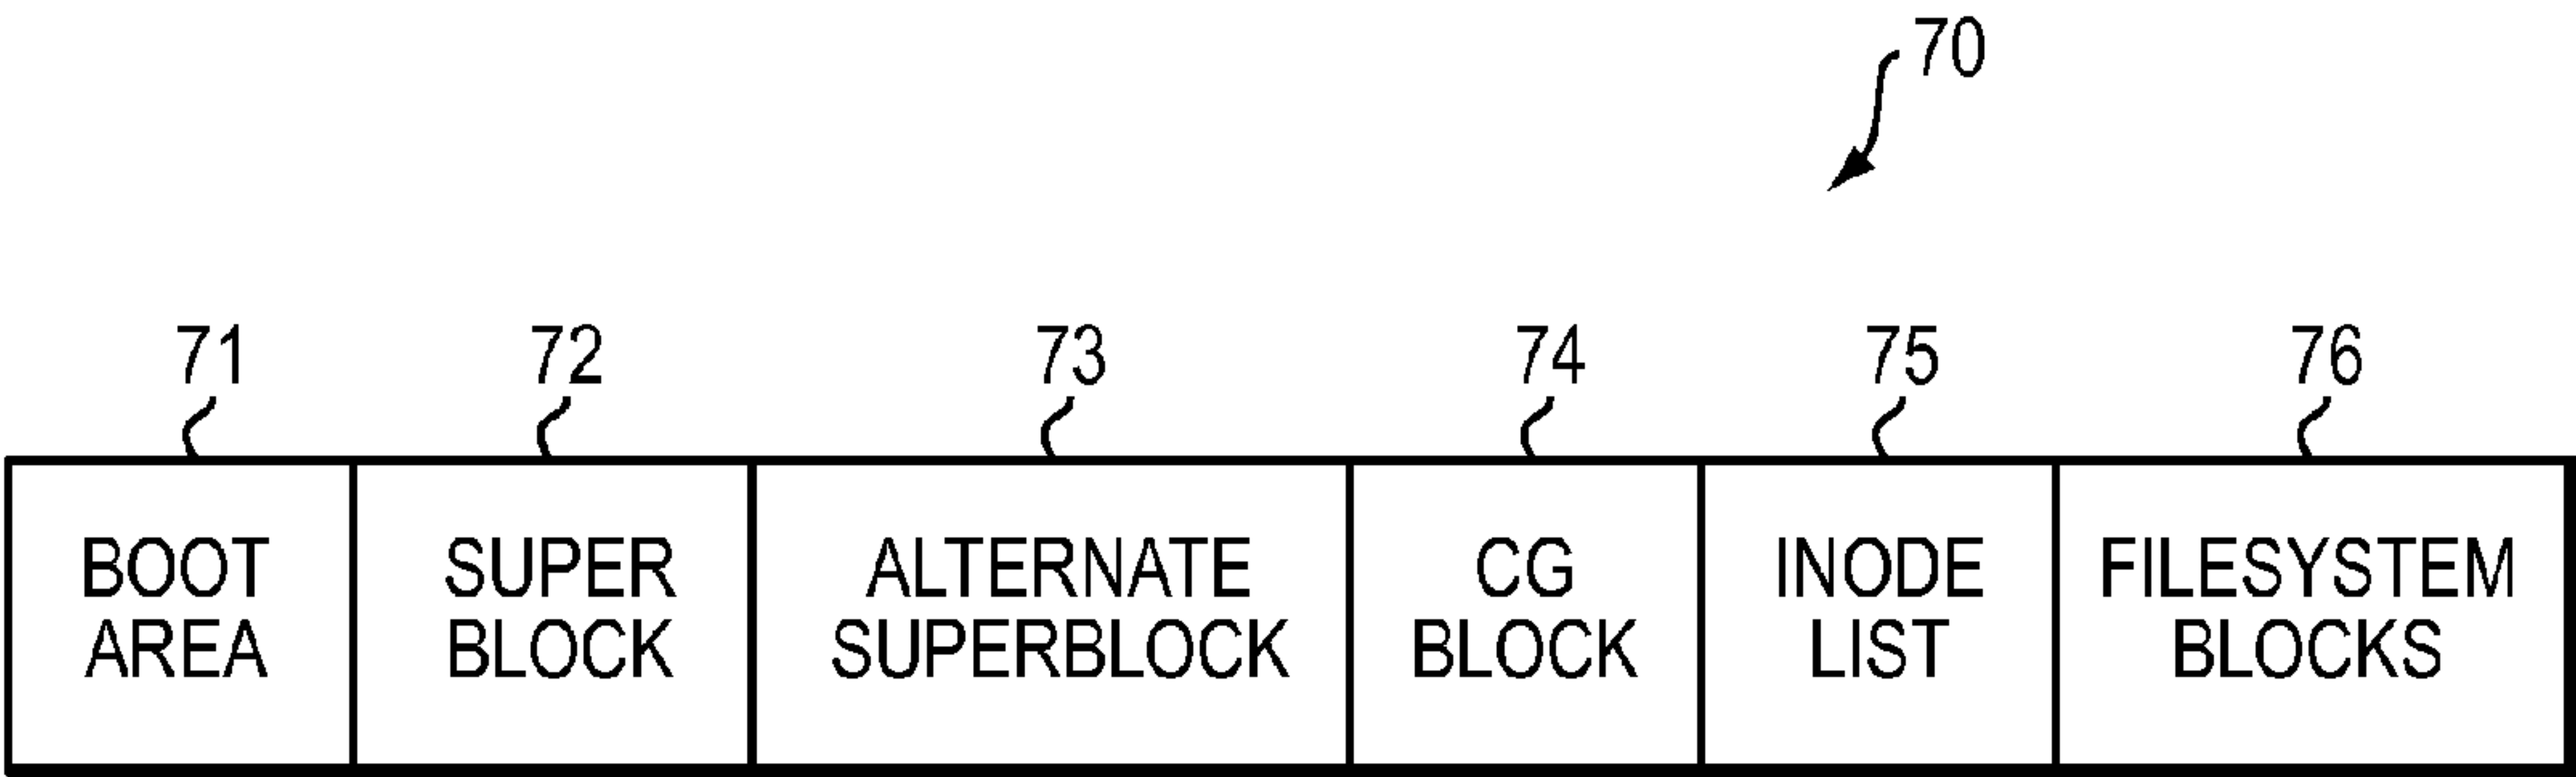 70
71 72 73 74 75 76
BOOT SUPER ALTERNATE CG INODE FILESYSTEM
AREA BLOCK SUPERBLOCK BLOCK LIST BLOCKS